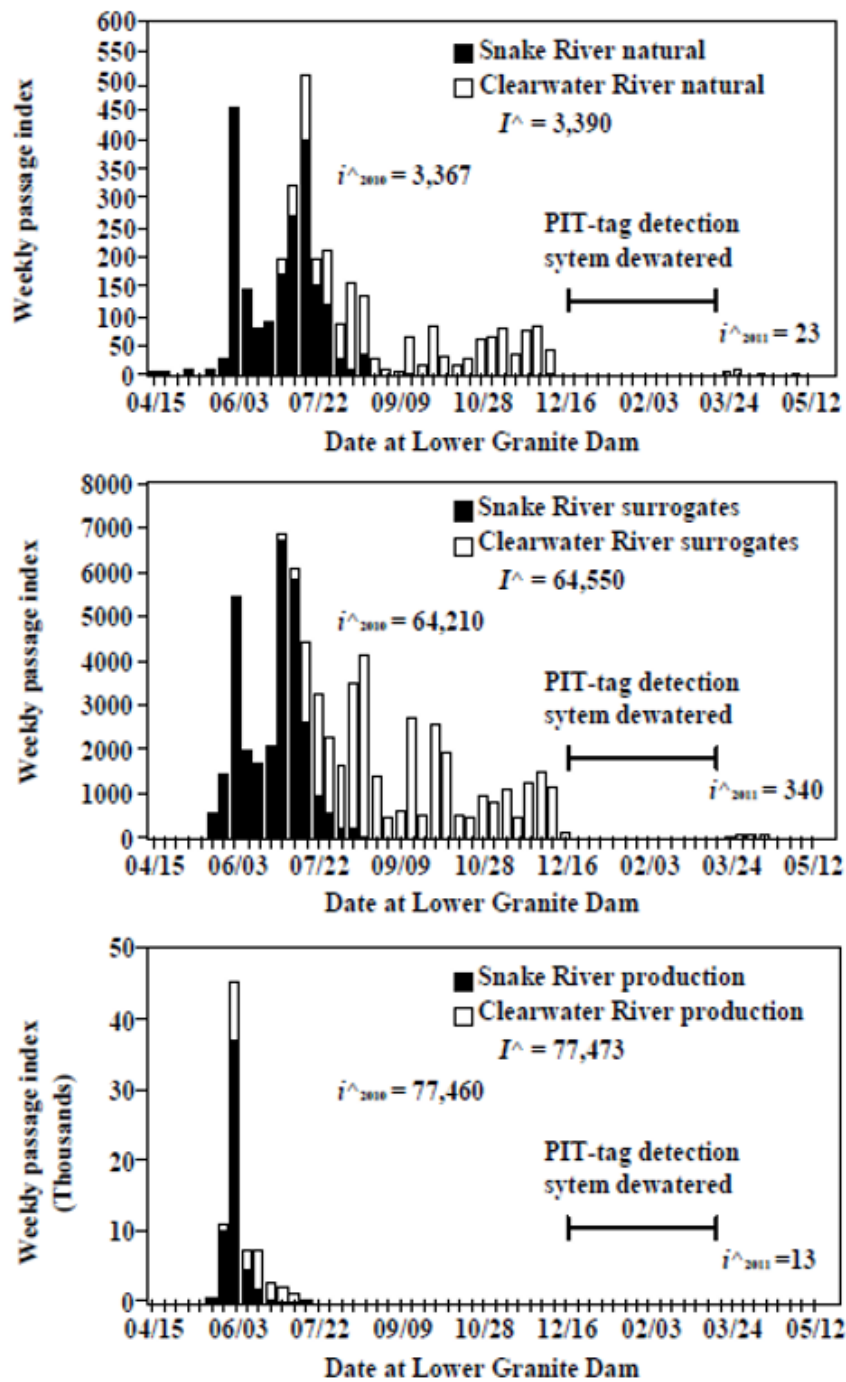 600
550
500
450
400
350
300
250
200
150
100
50
0
Weekly passage index
Snake River natural
Clearwater River natural
I^ = 3,390
i^2010 = 3,367
PIT-tag detection
sytem dewatered
i^2011 = 23
04/15 06/03 07/22 09/09 10/28 12/16 02/03 03/24 05/12
Date at Lower Granite Dam
8000
7000
6000
5000
4000
3000
2000
1000
0
Weekly passage index
Snake River surrogates
Clearwater River surrogates
I^ = 64,550
i^2010 = 64,210
PIT-tag detection
sytem dewatered
i^2011 = 340
04/15 06/03 07/22 09/09 10/28 12/16 02/03 03/24 05/12
Date at Lower Granite Dam
50
40
30
20
10
0
Weekly passage index
(Thousands)
Snake River production
Clearwater River production
I^ = 77,473
i^2010 = 77,460
PIT-tag detection
sytem dewatered
i^2011 =13
04/15 06/03 07/22 09/09 10/28 12/16 02/03 03/24 05/12
Date at Lower Granite Dam